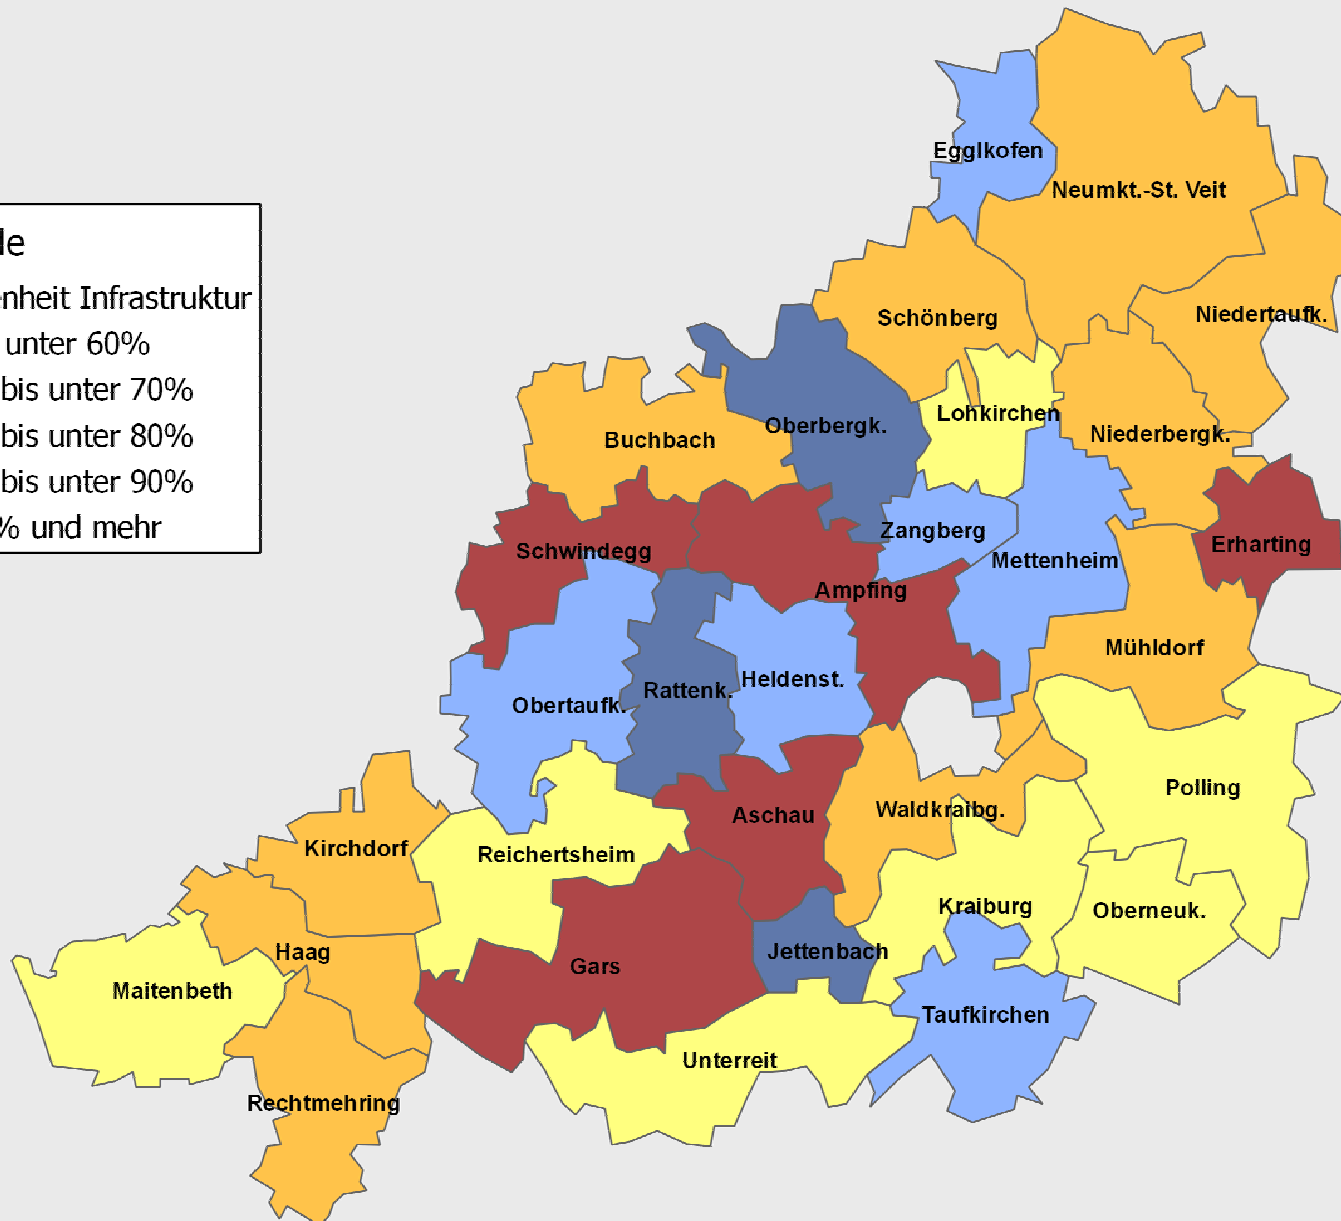 de
enheit Infrastruktur
unter 60%
bis unter 70%
bis unter 80%
bis unter 90%
% und mehr
Egglkofen
Neumkt.-St. Veit
Schönberg
Niedertaufk.
Lohkirchen
Oberbergk.
Niederbergk.
Buchbach
Zangberg
Erharting
Schwindegg
Mettenheim
Ampfing
Mühldorf
Heldenst.
Rattenk.
Obertaufk.
Polling
Waldkraibg.
Aschau
Kirchdorf
Reichertsheim
Kraiburg
Oberneuk.
Haag
Jettenbach
Gars
Maitenbeth
Taufkirchen
Unterreit
Rechtmehring